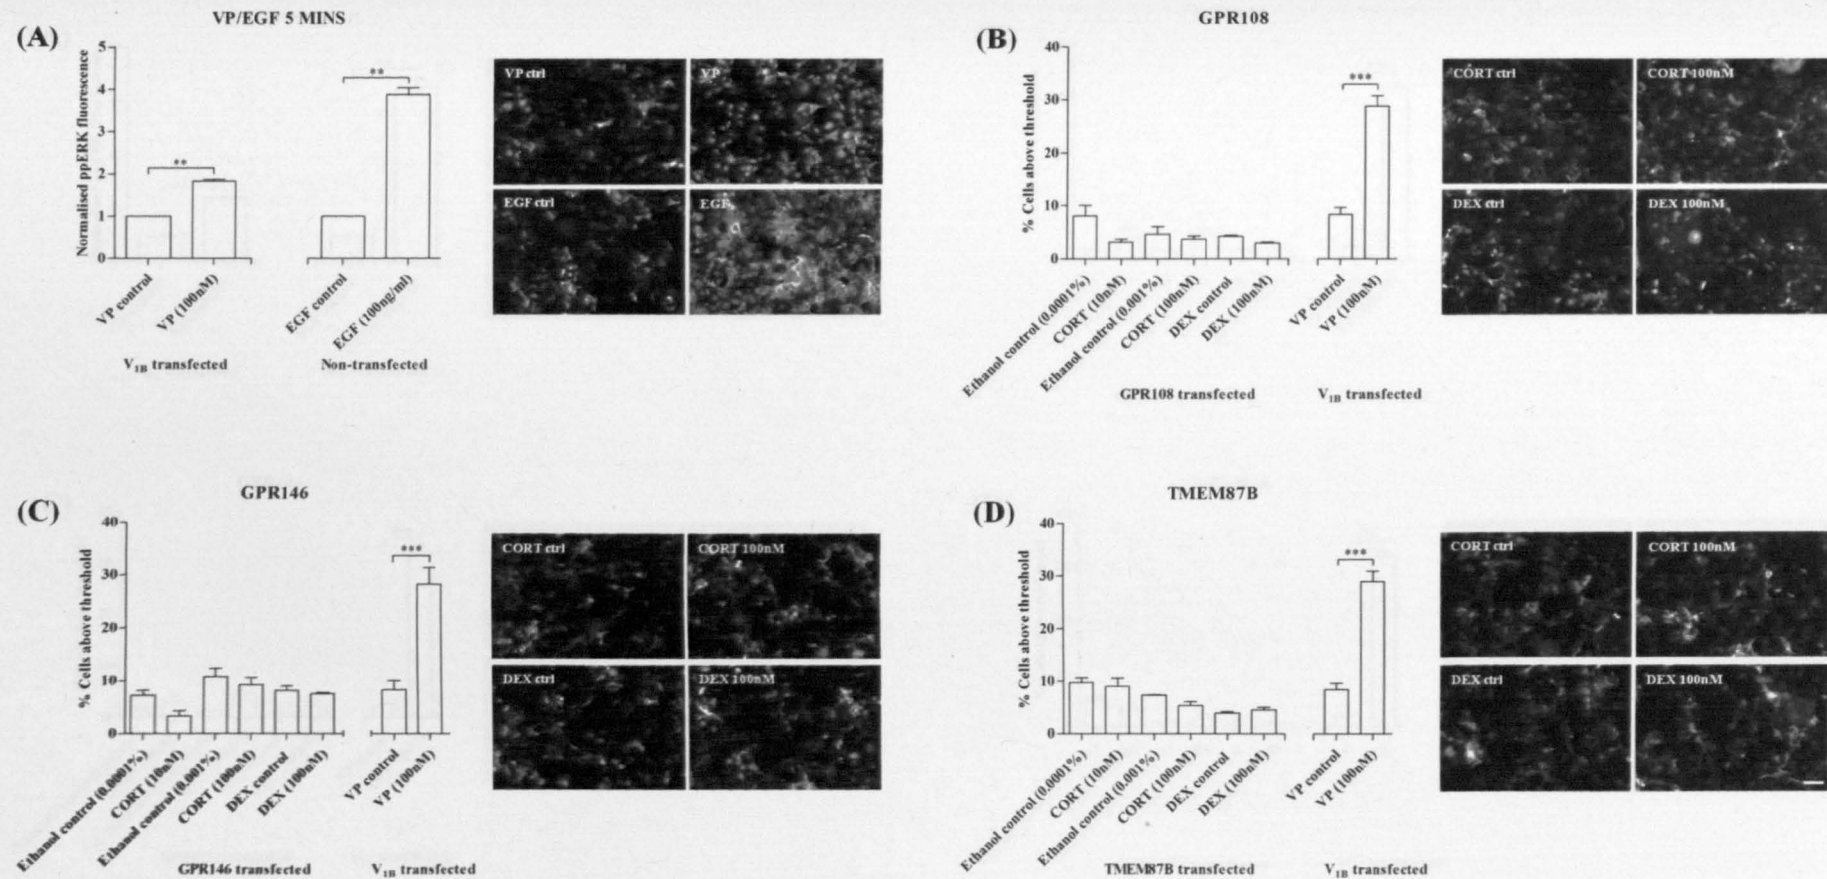 VP/EGF 5 MINS
(A)
Normalised ppERK fluorescence
5
4
3
2
1
0
**
**
VP control
VP (100nM)
EGF control
EGF (100ng/ml)
V1B transfected
Non-transfected
VP ctrl
VP
EGF ctrl
EGF
GPR108
(B)
% Cells above threshold
40
30
20
10
0
***
Ethanol control (0.0001%)
CORT (10nM)
Ethanol control (0.001%)
CORT (100nM)
DEX control
DEX (100nM)
VP control
VP (100nM)
GPR108 transfected
V1B transfected
CORT ctrl
CORT 100nM
DEX ctrl
DEX 100nM
GPR146
(C)
% Cells above threshold
40
30
20
10
0
***
Ethanol control (0.0001%)
CORT (10nM)
Ethanol control (0.001%)
CORT (100nM)
DEX control
DEX (100nM)
VP control
VP (100nM)
GPR146 transfected
V1B transfected
CORT ctrl
CORT 100nM
DEX ctrl
DEX 100nM
TMEM87B
(D)
% Cells above threshold
40
30
20
10
0
***
Ethanol control (0.0001%)
CORT (10nM)
Ethanol control (0.001%)
CORT (100nM)
DEX control
DEX (100nM)
VP control
VP (100nM)
TMEM87B transfected
V1B transfected
CORT ctrl
CORT 100nM
DEX ctrl
DEX 100nM